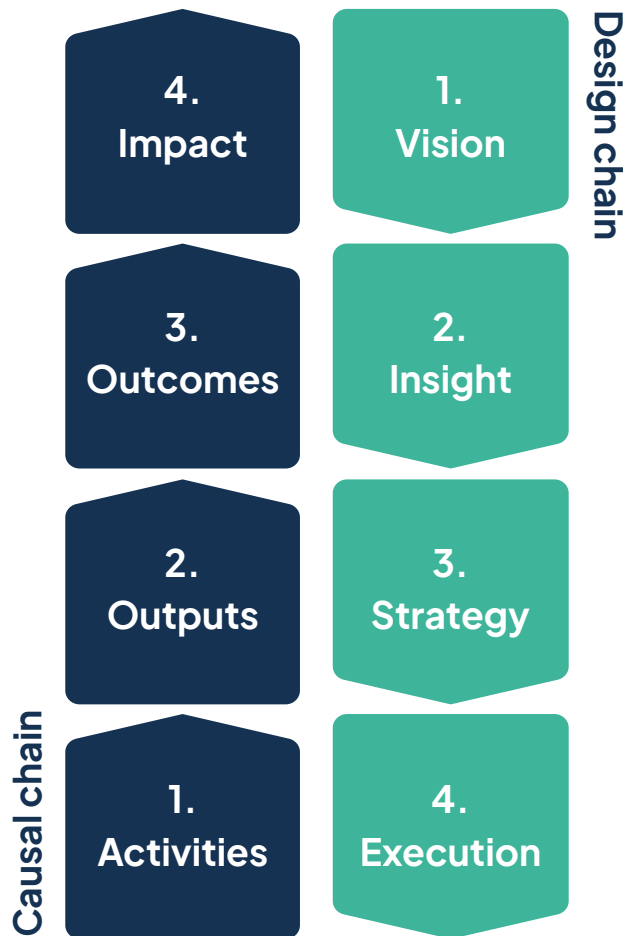 4.
Impact
1.
Vision
Design chain
3.
Outcomes
2.
Insight
2.
Outputs
3.
Strategy
1.
Activities
4.
Execution
Causal chain